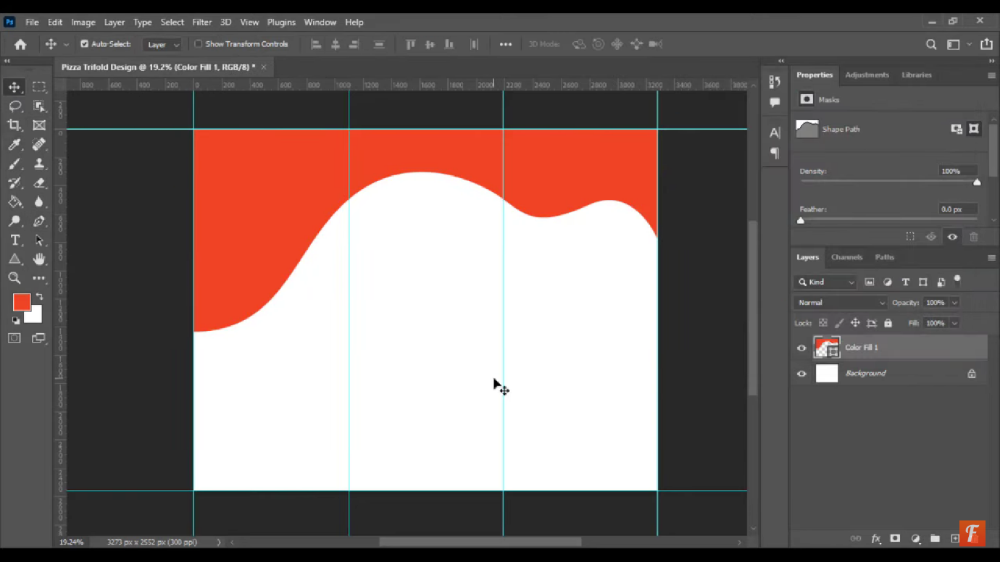 Ps File Edit Image Layer Type Select Filter 3D View Plugins Window Help
Auto-Select: Layer Show Transform Controls 3D Mode:
Pizza Trifold Design @ 19.2% (Color Fill 1, RGB/8) *
800 600 400 200 0 200 400 600 800 1000 1200 1400 1600 1800 2000 2200 2400 2600 2800 3000 3200 3400 3600 3800
Properties Adjustments Libraries
Masks
Shape Path
Density: 100%
Feather: 0.0 px
Layers Channels Paths
Kind
Normal Opacity: 100%
Lock: Fill: 100%
Color Fill 1
Background
19.24% 3273 px x 2552 px (300 ppi)